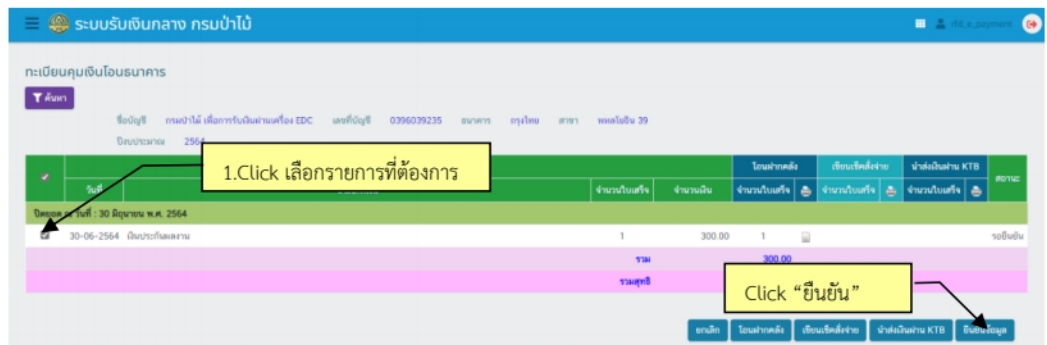 ระบบรับเงินกลาง กรมป่าไม้ rfd_e_payment
ทะเบียนคุมเงินโอนธนาคาร
ค้นหา
ชื่อบัญชี กรมป่าไม้ เพื่อการรับเงินผ่านเครื่อง EDC เลขที่บัญชี 0396039235 ธนาคาร กรุงไทย สาขา พหลโยธิน 39
ปีงบประมาณ 2564
1.Click เลือกรายการที่ต้องการ
โอนฝากคลัง เขียนเช็คสั่งจ่าย นำส่งเงินผ่าน KTB สถานะ
วันที่ จำนวนใบเสร็จ จำนวนเงิน จำนวนใบเสร็จ จำนวนใบเสร็จ จำนวนใบเสร็จ
ปิดยอด ณ วันที่ : 30 มิถุนายน พ.ศ. 2564
30-06-2564 เงินประกันผลงาน 1 300.00 1 รอยืนยัน
รวม 300.00
รวมสุทธิ
Click “ยืนยัน”
ยกเลิก โอนฝากคลัง เขียนเช็คสั่งจ่าย นำส่งเงินผ่าน KTB ยืนยันข้อมูล